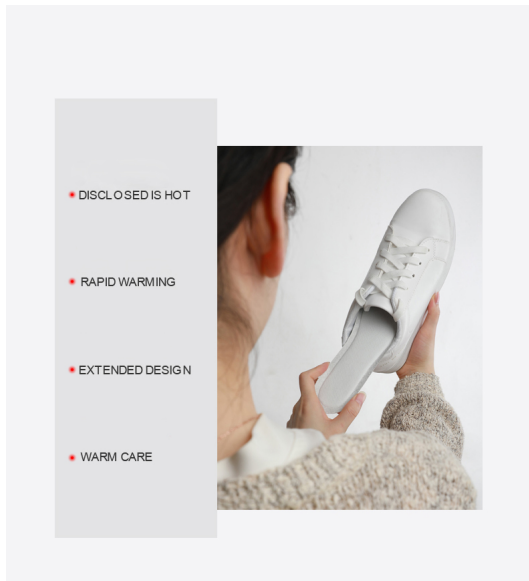 DISCLOSED IS HOT
RAPID WARMING
EXTENDED DESIGN
WARM CARE